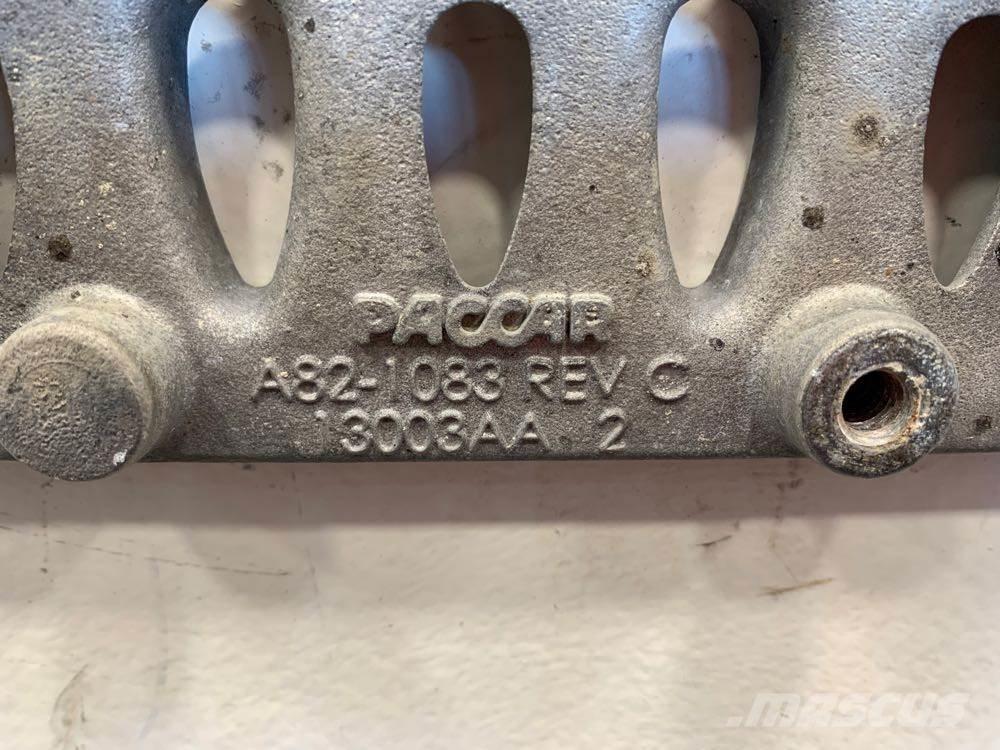 PACCAR
A82-1083 REV C
13003AA 2
.mascus